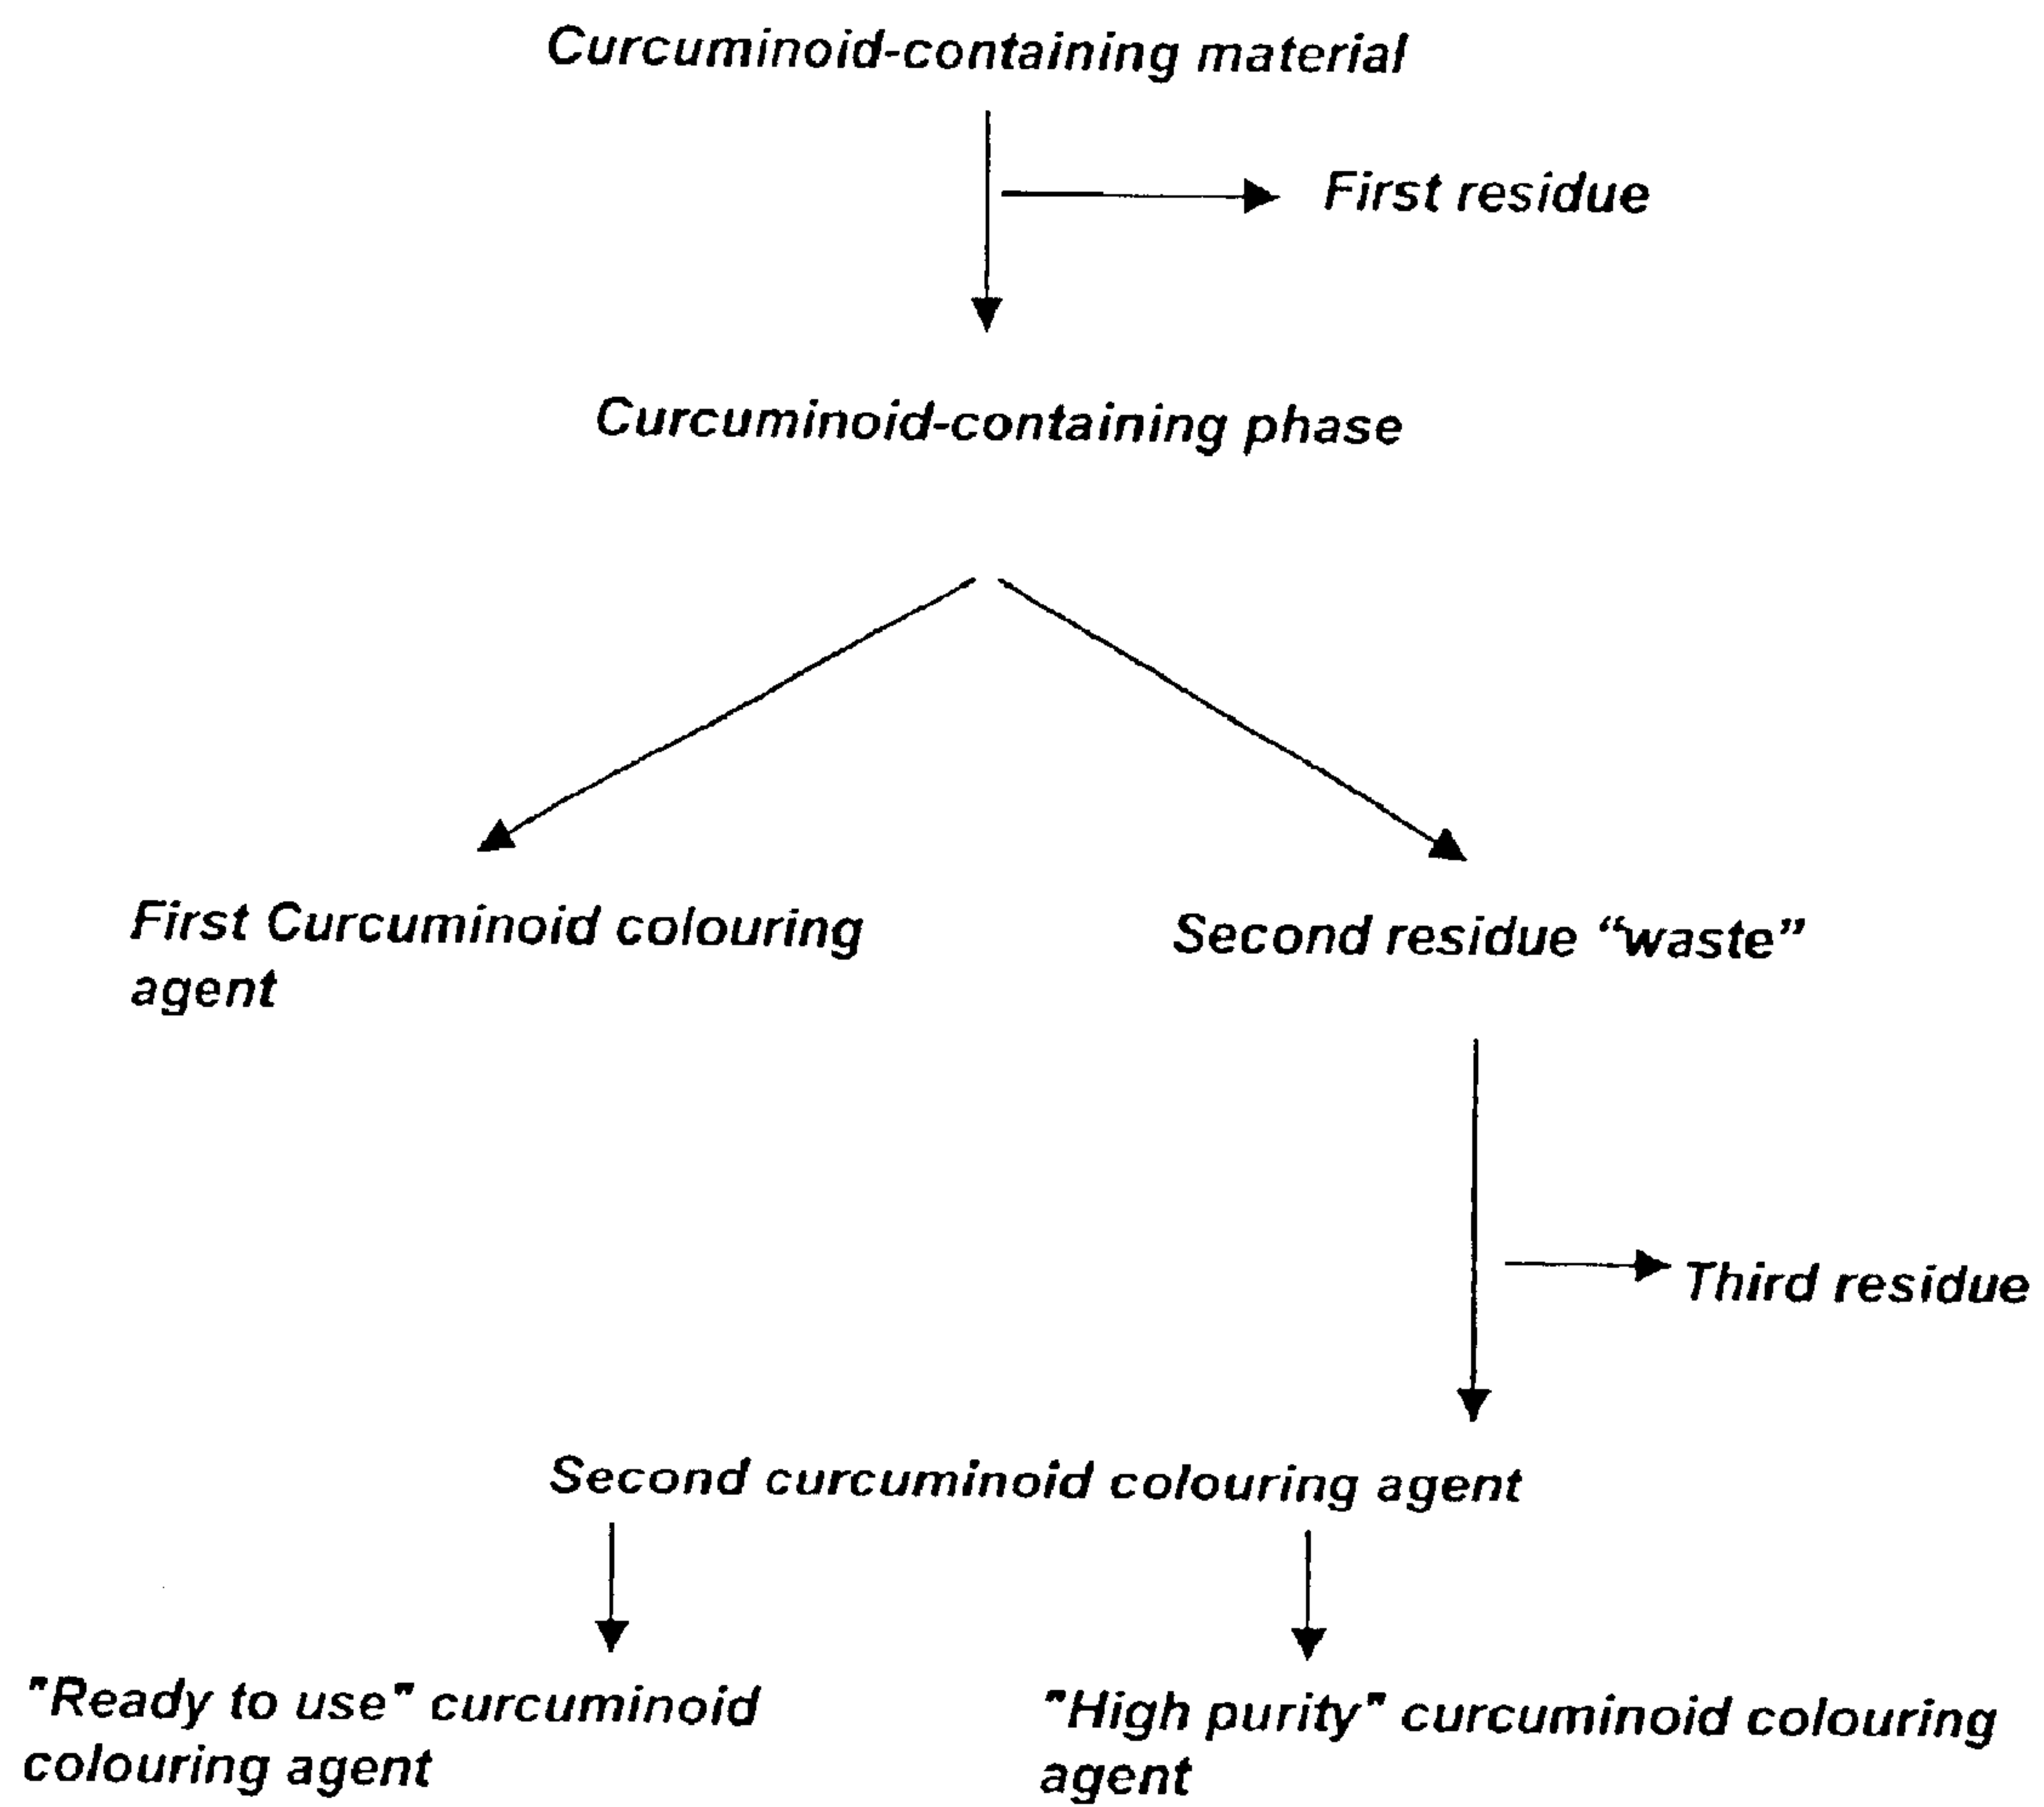 Curcuminoid-containing material
First residue
Curcuminoid-containing phase
First Curcuminoid colouring
agent
Second residue “waste”
Third residue
Second curcuminoid colouring agent
"Ready to use" curcuminoid
colouring agent
"High purity" curcuminoid colouring
agent